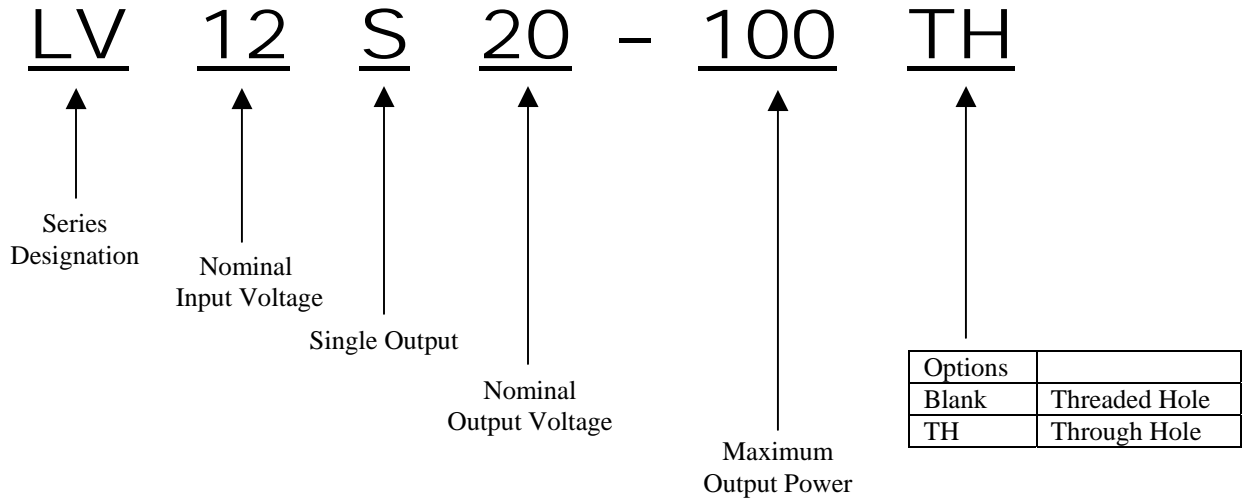 LV 12 S 20 – 100 TH
Series
Designation
Nominal
Input Voltage
Single Output
Nominal
Output Voltage
Maximum
Output Power
Options
Blank Threaded Hole
TH Through Hole